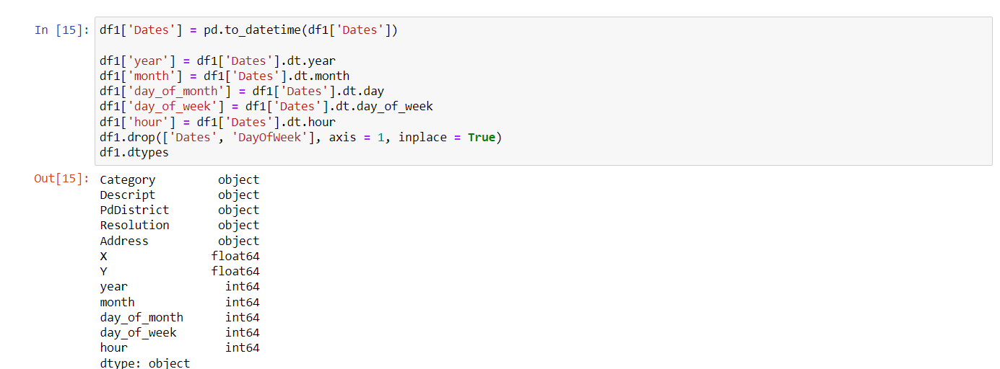 In [15]: df1['Dates'] = pd.to_datetime(df1['Dates'])
df1['year'] = df1['Dates'].dt.year
df1['month'] = df1['Dates'].dt.month
df1['day_of_month'] = df1['Dates'].dt.day
df1['day_of_week'] = df1['Dates'].dt.day_of_week
df1['hour'] = df1['Dates'].dt.hour
df1.drop(['Dates', 'DayOfWeek'], axis = 1, inplace = True)
df1.dtypes
Out[15]: Category object
Descript object
PdDistrict object
Resolution object
Address object
X float64
Y float64
year int64
month int64
day_of_month int64
day_of_week int64
hour int64
dtype: object